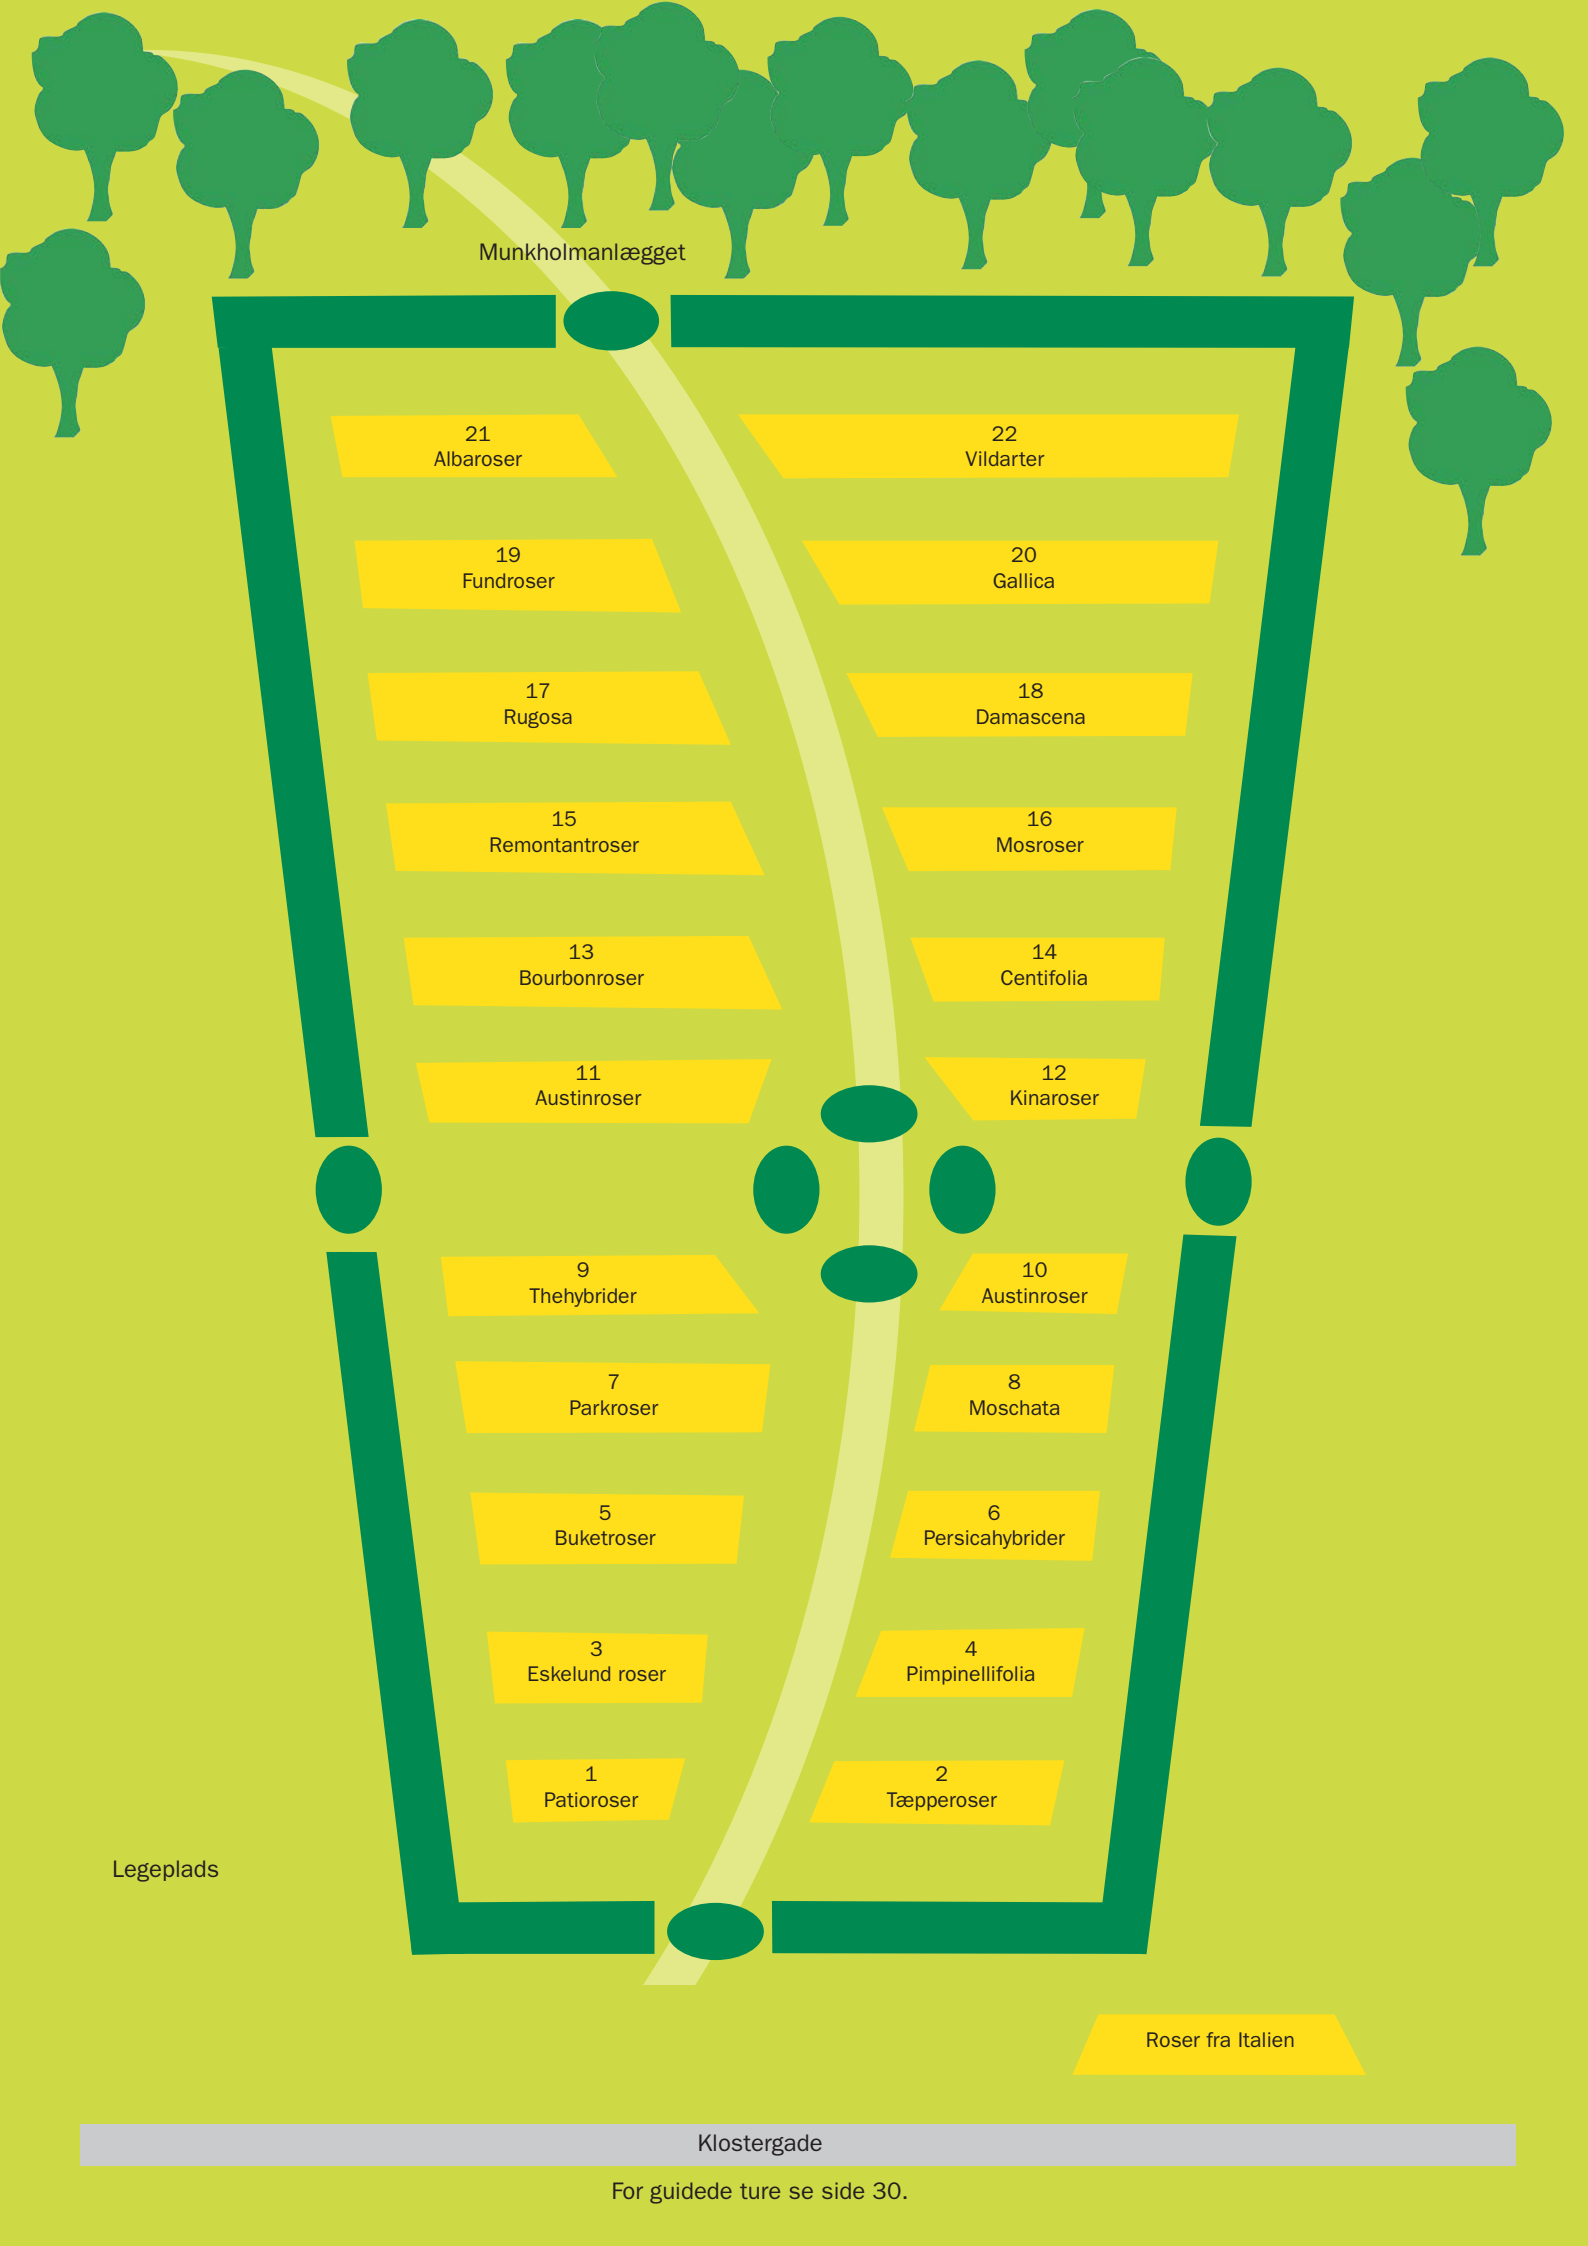 Munkholmanlægget
21
Albaroser
22
Vildarter
19
Fundroser
20
Gallica
17
Rugosa
18
Damascena
15
Remontantroser
16
Mosroser
13
Bourbonroser
14
Centifolia
11
Austinroser
12
Kinaroser
9
Thehybrider
10
Austinroser
7
Parkroser
8
Moschata
5
Buketroser
6
Persicahybrider
3
Eskelund roser
4
Pimpinellifolia
1
Patioroser
2
Tæpperoser
Legeplads
Roser fra Italien
Klostergade
For guidede ture se side 30.